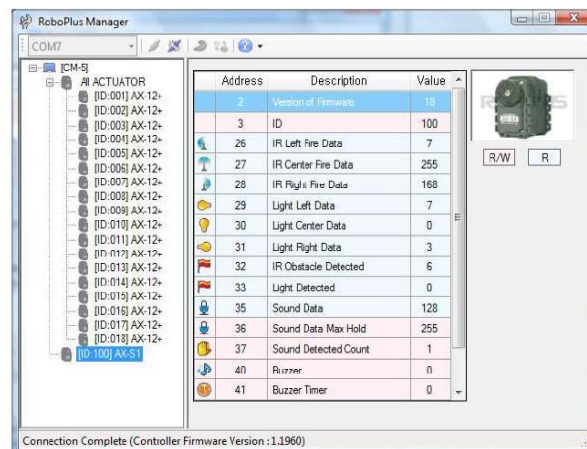 RoboPlus Manager
COM7
[CM-5]
All ACTUATOR
[ID:001] AX-12+
[ID:002] AX-12+
[ID:003] AX-12+
[ID:004] AX-12+
[ID:005] AX-12+
[ID:006] AX-12+
[ID:007] AX-12+
[ID:008] AX-12+
[ID:009] AX-12+
[ID:010] AX-12+
[ID:011] AX-12+
[ID:012] AX-12+
[ID:013] AX-12+
[ID:014] AX-12+
[ID:015] AX-12+
[ID:016] AX-12+
[ID:017] AX-12+
[ID:018] AX-12+
[ID:100] AX-S1
Address Description Value
2 Version of Firmware 18
3 ID 100
26 IR Left Fire Data 7
27 IR Center Fire Data 255
28 IR Right Fire Data 168
29 Light Left Data 7
30 Light Center Data 0
31 Light Right Data 3
32 IR Obstacle Detected 6
33 Light Detected 0
35 Sound Data 128
36 Sound Data Max Hold 255
37 Sound Detected Count 1
40 Buzzer 0
41 Buzzer Timer 0
R/W R
Connection Complete (Controller Firmware Version :1.1960)